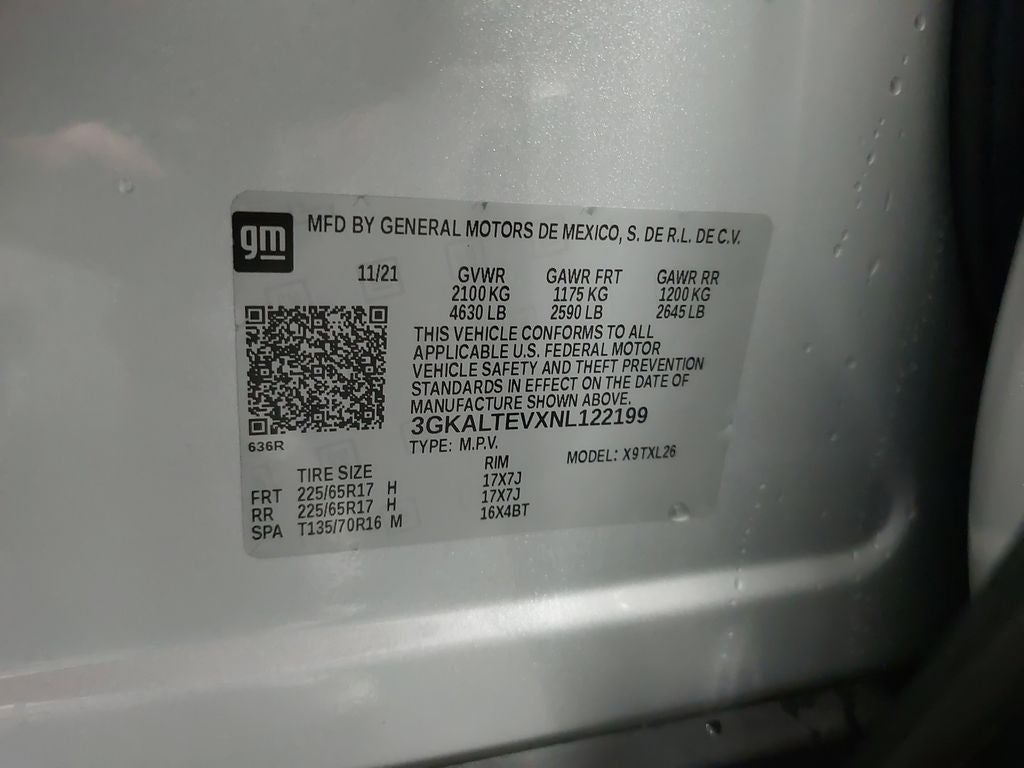 gm
MFD BY GENERAL MOTORS DE MEXICO, S. DE R.L. DE C.V.
11/21 GVWR GAWR FRT GAWR RR
2100 KG 1175 KG 1200 KG
4630 LB 2590 LB 2645 LB
THIS VEHICLE CONFORMS TO ALL
APPLICABLE U.S. FEDERAL MOTOR
VEHICLE SAFETY AND THEFT PREVENTION
STANDARDS IN EFFECT ON THE DATE OF
MANUFACTURE SHOWN ABOVE.
3GKALTEVXNL122199
636R
TYPE: M.P.V. MODEL: X9TXL26
TIRE SIZE RIM
FRT 225/65R17 H 17X7J
RR 225/65R17 H 17X7J
SPA T135/70R16 M 16X4BT